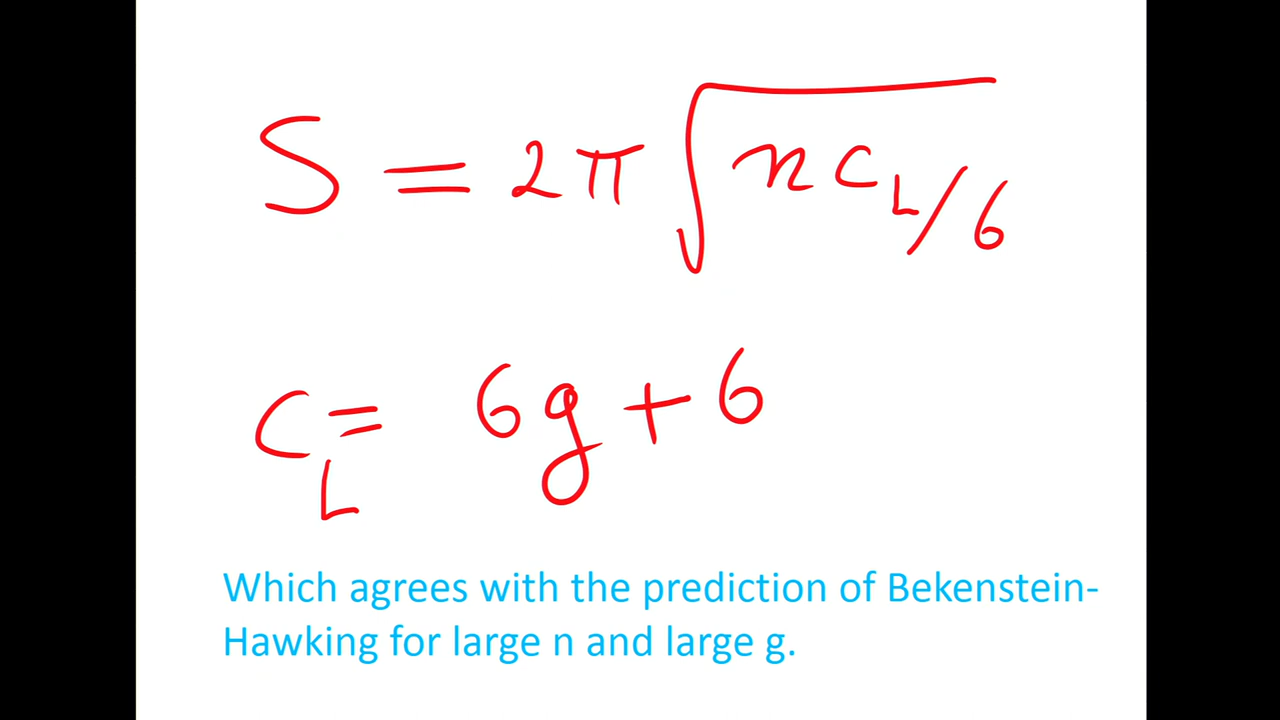 S = 2π √n c_L/6
c_L = 6g + 6
Which agrees with the prediction of Bekenstein-
Hawking for large n and large g.